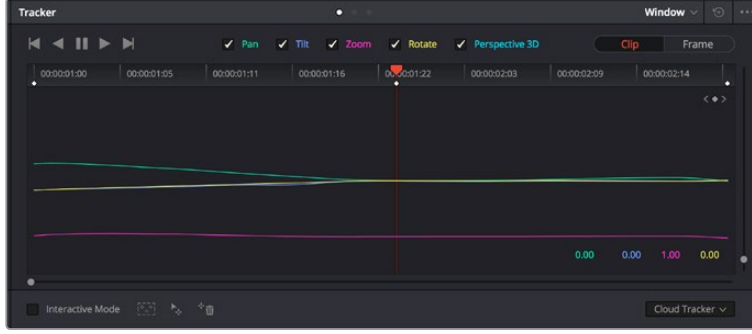 Tracker
Window
Pan Tilt Zoom Rotate Perspective 3D Clip Frame
00:00:01:00 00:00:01:05 00:00:01:11 00:00:01:16 00:00:01:22 00:00:02:03 00:00:02:09 00:00:02:14
0.00 0.00 1.00 0.00
Interactive Mode Cloud Tracker